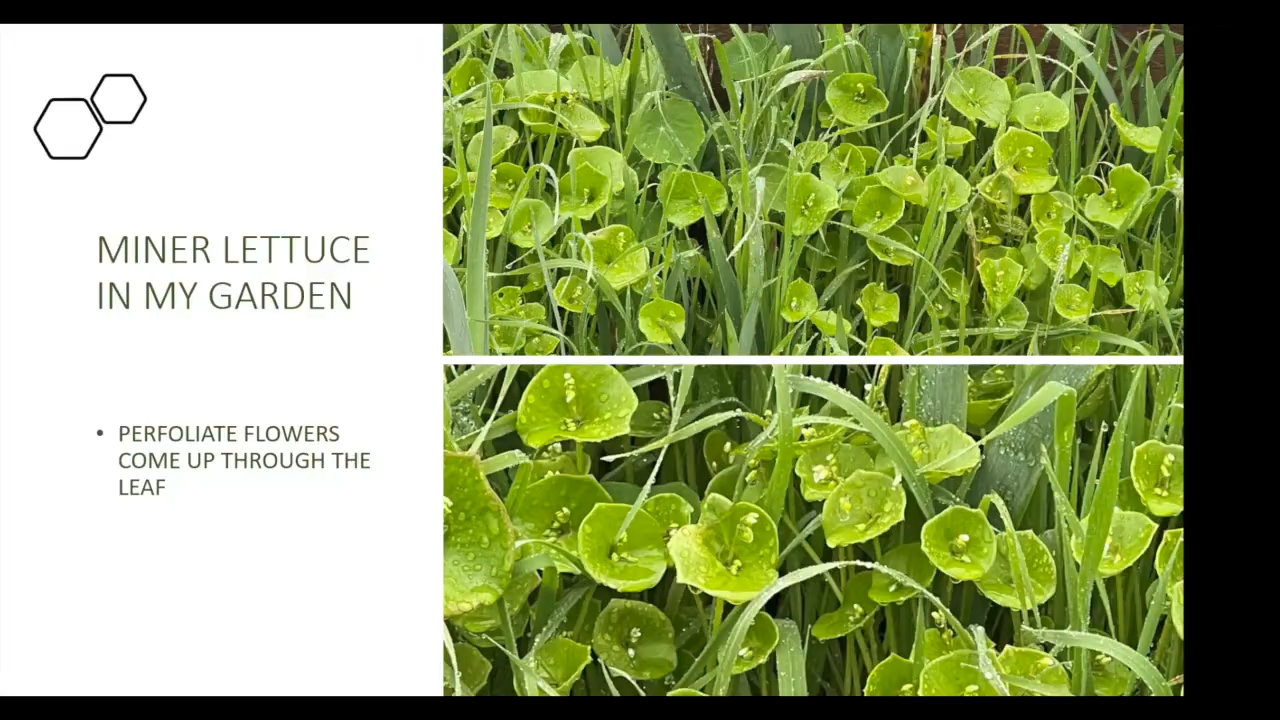 MINER LETTUCE
IN MY GARDEN
• PERFOLIATE FLOWERS
COME UP THROUGH THE
LEAF